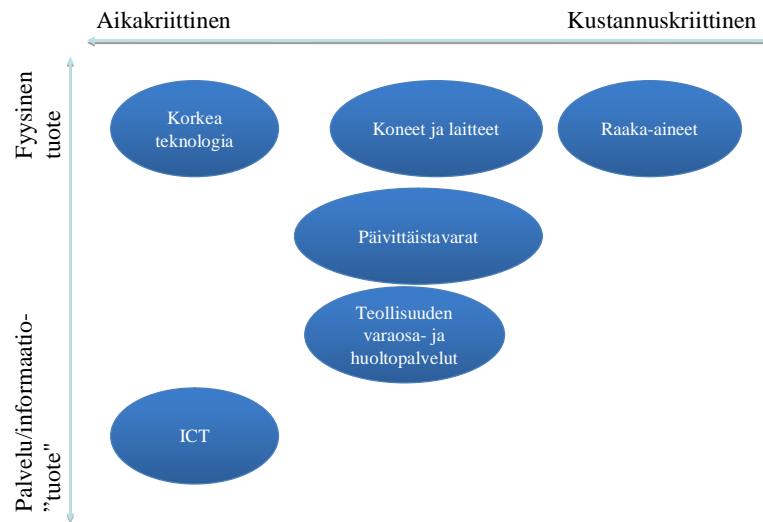 Aikakriittinen
Kustannuskriittinen
Fyysinen
tuote
Korkea
teknologia
Koneet ja laitteet
Raaka-aineet
Päivittäistavarat
Teollisuuden
varaosa- ja
huoltopalvelut
Palvelu/informaatio-
”tuote"
ICT